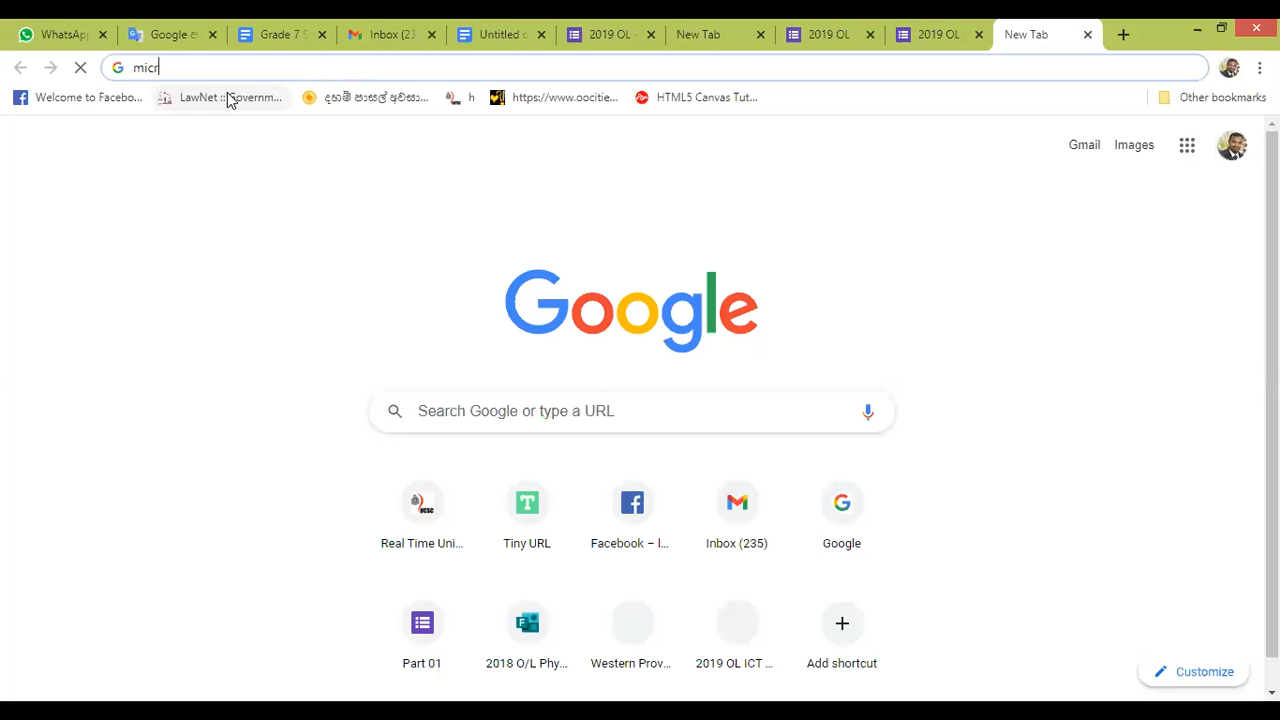 WhatsApp Google ස Grade 7 S Inbox (23 Untitled d 2019 OL - New Tab 2019 OL 2019 OL New Tab
micr
Welcome to Facebo... LawNet :: Governm... දහම් පාසල් අවසා... h https://www.oocitie... HTML5 Canvas Tut... Other bookmarks
Gmail Images
Google
Search Google or type a URL
Real Time Uni... Tiny URL Facebook – l... Inbox (235) Google
Part 01 2018 O/L Phy... Western Prov... 2019 OL ICT ... Add shortcut
Customize